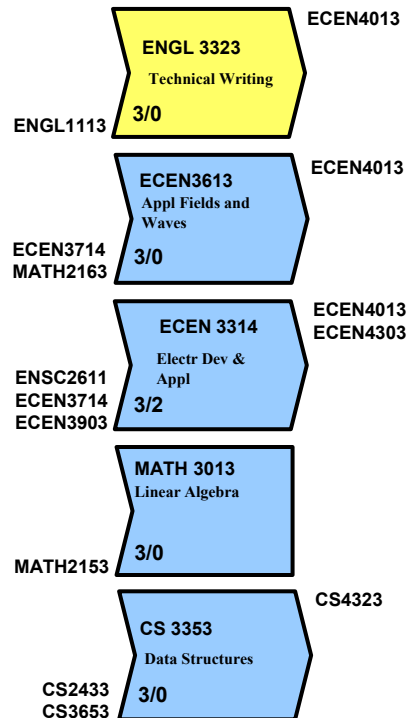 ECEN4013
ENGL 3323
Technical Writing
3/0
ENGL1113
ECEN4013
ECEN3613
Appl Fields and
Waves
ECEN3714
MATH2163
3/0
ECEN4013
ECEN4303
ECEN 3314
Electr Dev &
Appl
ENSC2611
ECEN3714
ECEN3903
3/2
MATH 3013
Linear Algebra
3/0
MATH2153
CS4323
CS 3353
Data Structures
CS2433
CS3653
3/0